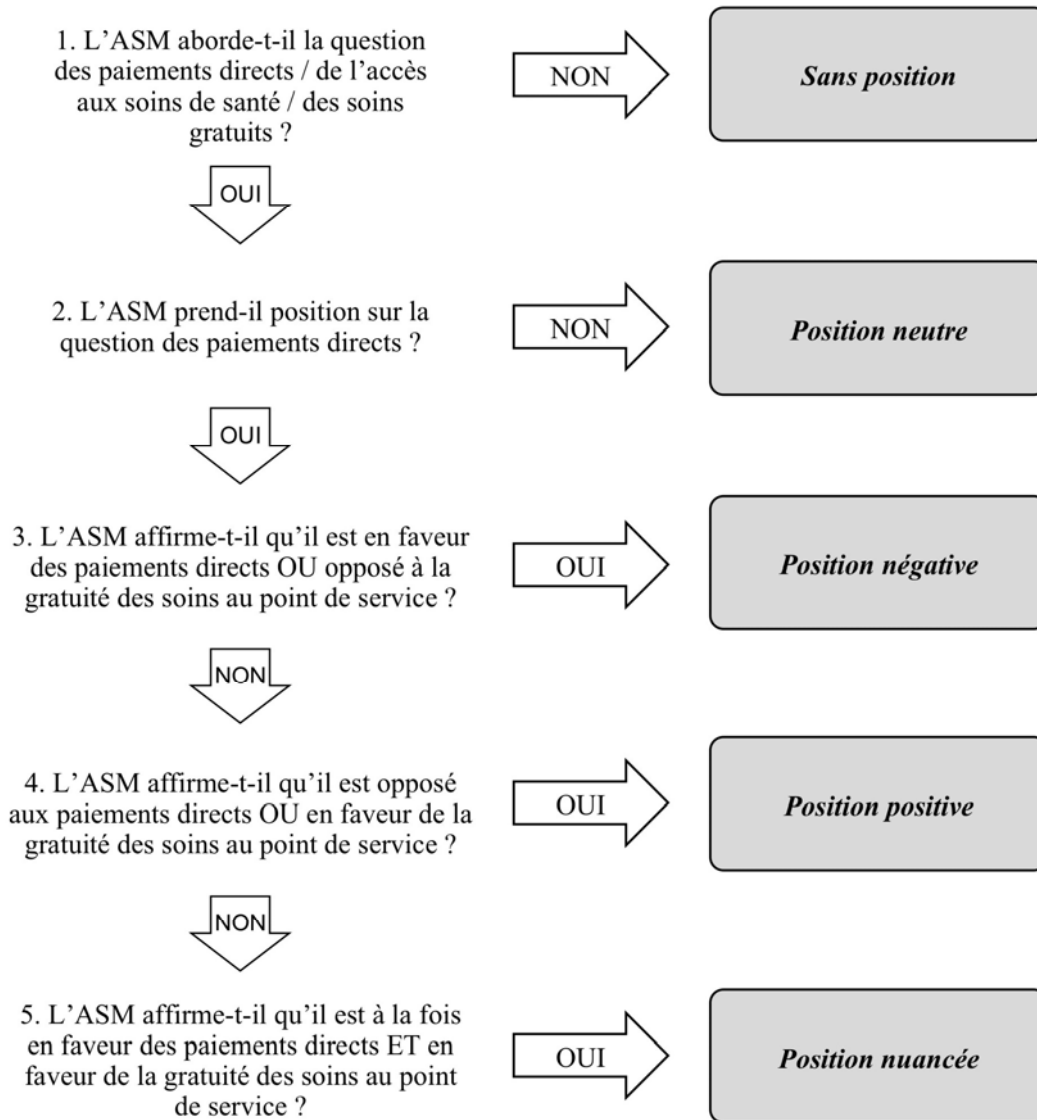 1. L’ASM aborde-t-il la question
des paiements directs / de l’accès
aux soins de santé / des soins
gratuits ?
NON
Sans position
OUI
2. L’ASM prend-il position sur la
question des paiements directs ?
NON
Position neutre
OUI
3. L’ASM affirme-t-il qu’il est en faveur
des paiements directs OU opposé à la
gratuité des soins au point de service ?
OUI
Position négative
NON
4. L’ASM affirme-t-il qu’il est opposé
aux paiements directs OU en faveur de la
gratuité des soins au point de service ?
OUI
Position positive
NON
5. L’ASM affirme-t-il qu’il est à la fois
en faveur des paiements directs ET en
faveur de la gratuité des soins au point
de service ?
OUI
Position nuancée